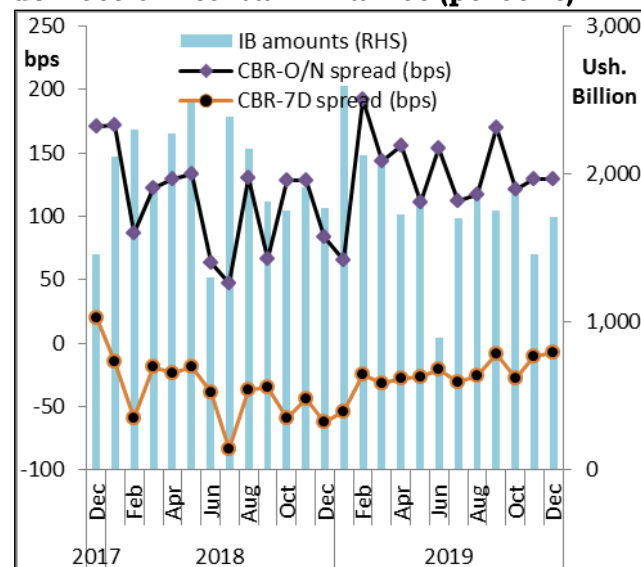 250
bps
200
150
100
50
0
-50
-100
IB amounts (RHS)
CBR-O/N spread (bps)
CBR-7D spread (bps)
3,000
Ush.
Billion
2,000
1,000
0
Dec
Feb
Apr
Jun
Aug
Oct
Dec
Feb
Apr
Jun
Aug
Oct
Dec
2017
2018
2019